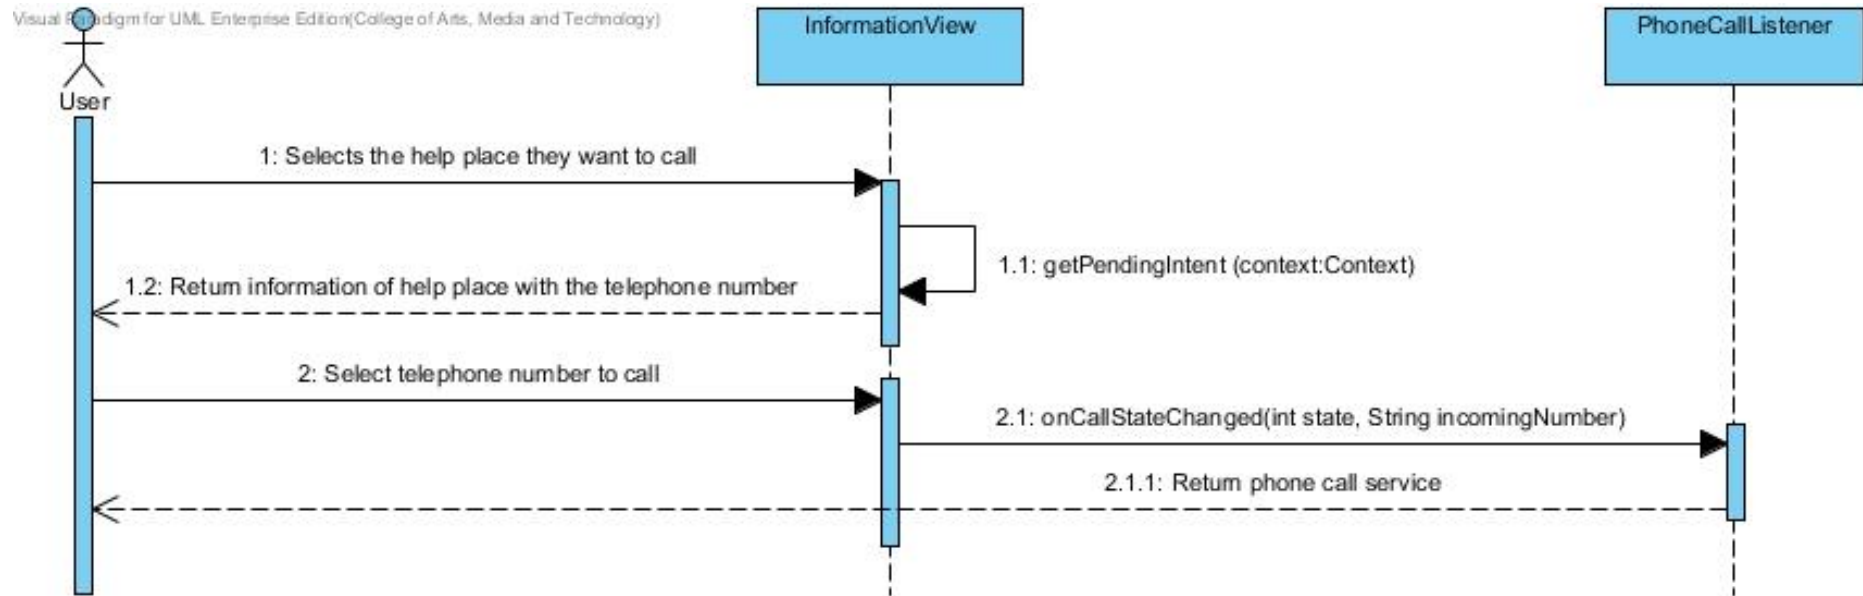 Visual Paradigm for UML Enterprise Edition(College of Arts, Media and Technology)
InformationView
PhoneCallListener
User
1: Selects the help place they want to call
1.1: getPendingIntent (context:Context)
1.2: Return information of help place with the telephone number
2: Select telephone number to call
2.1: onCallStateChanged(int state, String incomingNumber)
2.1.1: Return phone call service